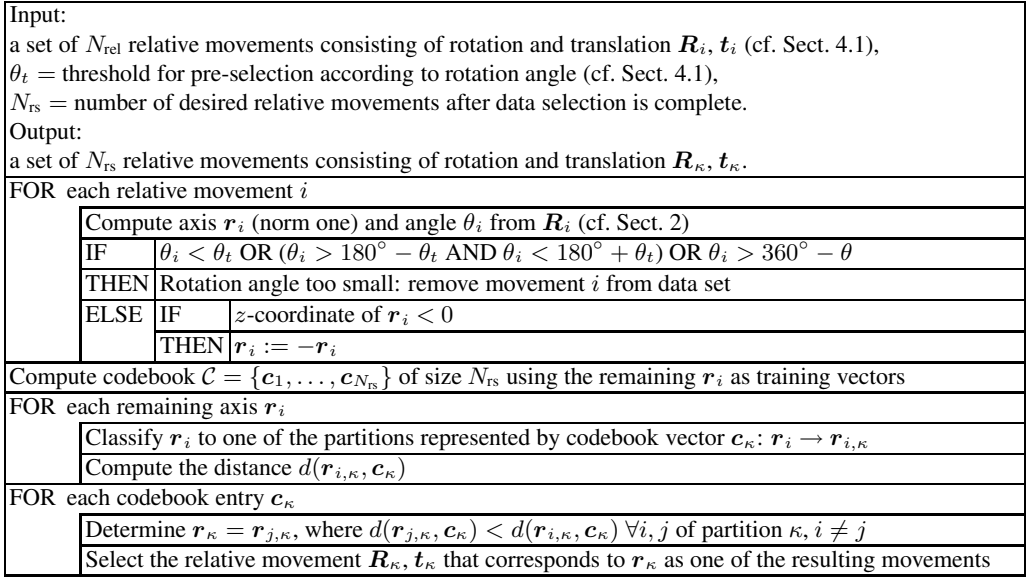 Input:
a set of N_rel relative movements consisting of rotation and translation R_i, t_i (cf. Sect. 4.1),
θ_t = threshold for pre-selection according to rotation angle (cf. Sect. 4.1),
N_rs = number of desired relative movements after data selection is complete.
Output:
a set of N_rs relative movements consisting of rotation and translation R_κ, t_κ.
FOR each relative movement i
Compute axis r_i (norm one) and angle θ_i from R_i (cf. Sect. 2)
IF θ_i < θ_t OR (θ_i > 180° − θ_t AND θ_i < 180° + θ_t) OR θ_i > 360° − θ
THEN Rotation angle too small: remove movement i from data set
ELSE IF z-coordinate of r_i < 0
THEN r_i := −r_i
Compute codebook C = {c_1, . . . , c_{N_rs}} of size N_rs using the remaining r_i as training vectors
FOR each remaining axis r_i
Classify r_i to one of the partitions represented by codebook vector c_κ: r_i → r_{i,κ}
Compute the distance d(r_{i,κ}, c_κ)
FOR each codebook entry c_κ
Determine r_κ = r_{j,κ}, where d(r_{j,κ}, c_κ) < d(r_{i,κ}, c_κ) ∀i, j of partition κ, i ≠ j
Select the relative movement R_κ, t_κ that corresponds to r_κ as one of the resulting movements